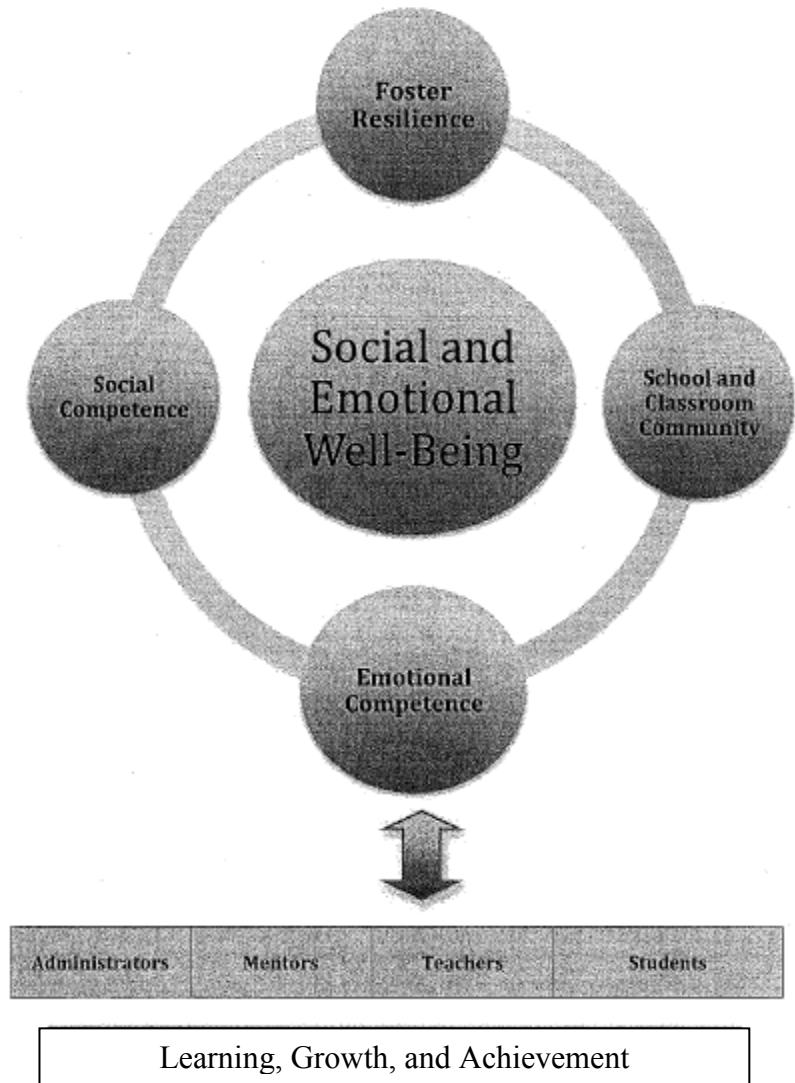 Foster
Resilience
Social
Competence
Social and
Emotional
Well-Being
School and
Classroom
Community
Emotional
Competence
Administrators
Mentors
Teachers
Students
Learning, Growth, and Achievement